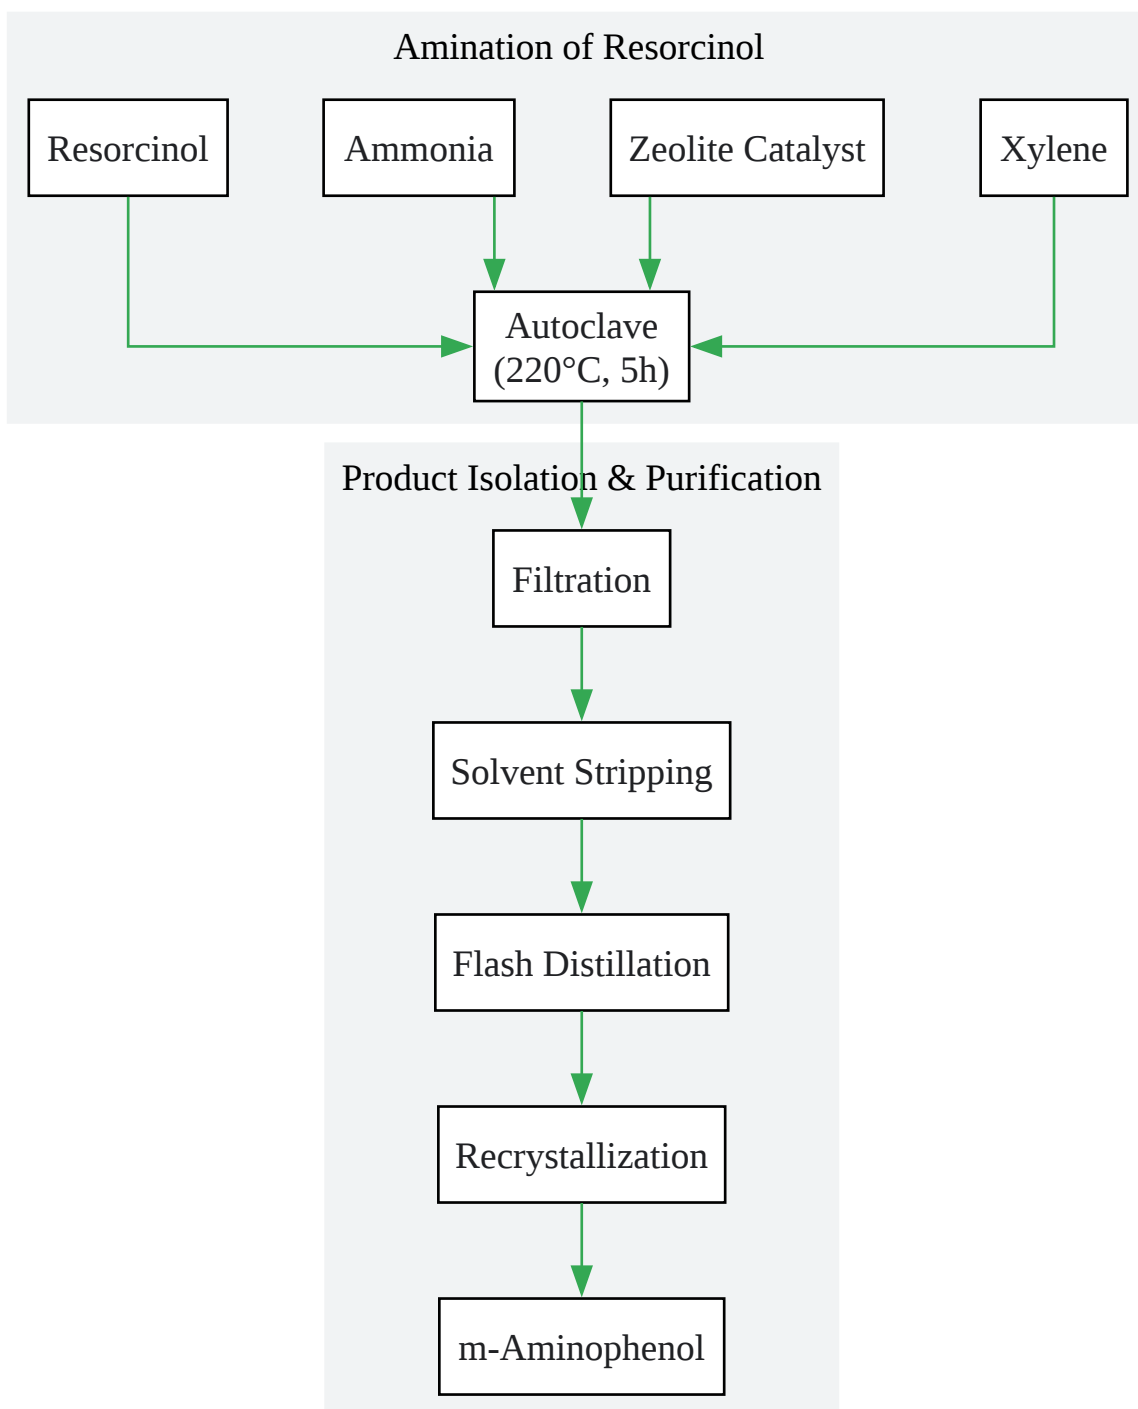 Amination of Resorcinol
Resorcinol
Ammonia
Zeolite Catalyst
Xylene
Autoclave
(220°C, 5h)
Product Isolation & Purification
Filtration
Solvent Stripping
Flash Distillation
Recrystallization
m-Aminophenol